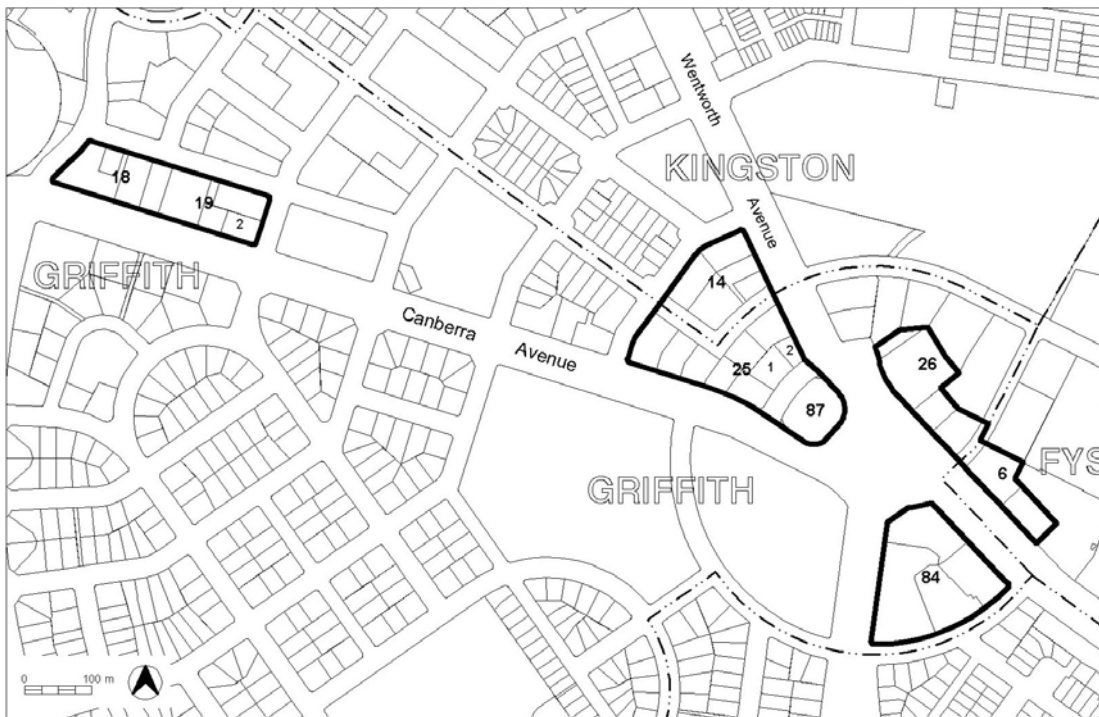 Wentworth
KINGSTON
Avenue
18
19
2
GRIFFITH
14
Canberra
Avenue
25
1
2
87
26
6
FYS
GRIFFITH
84
0
100 m